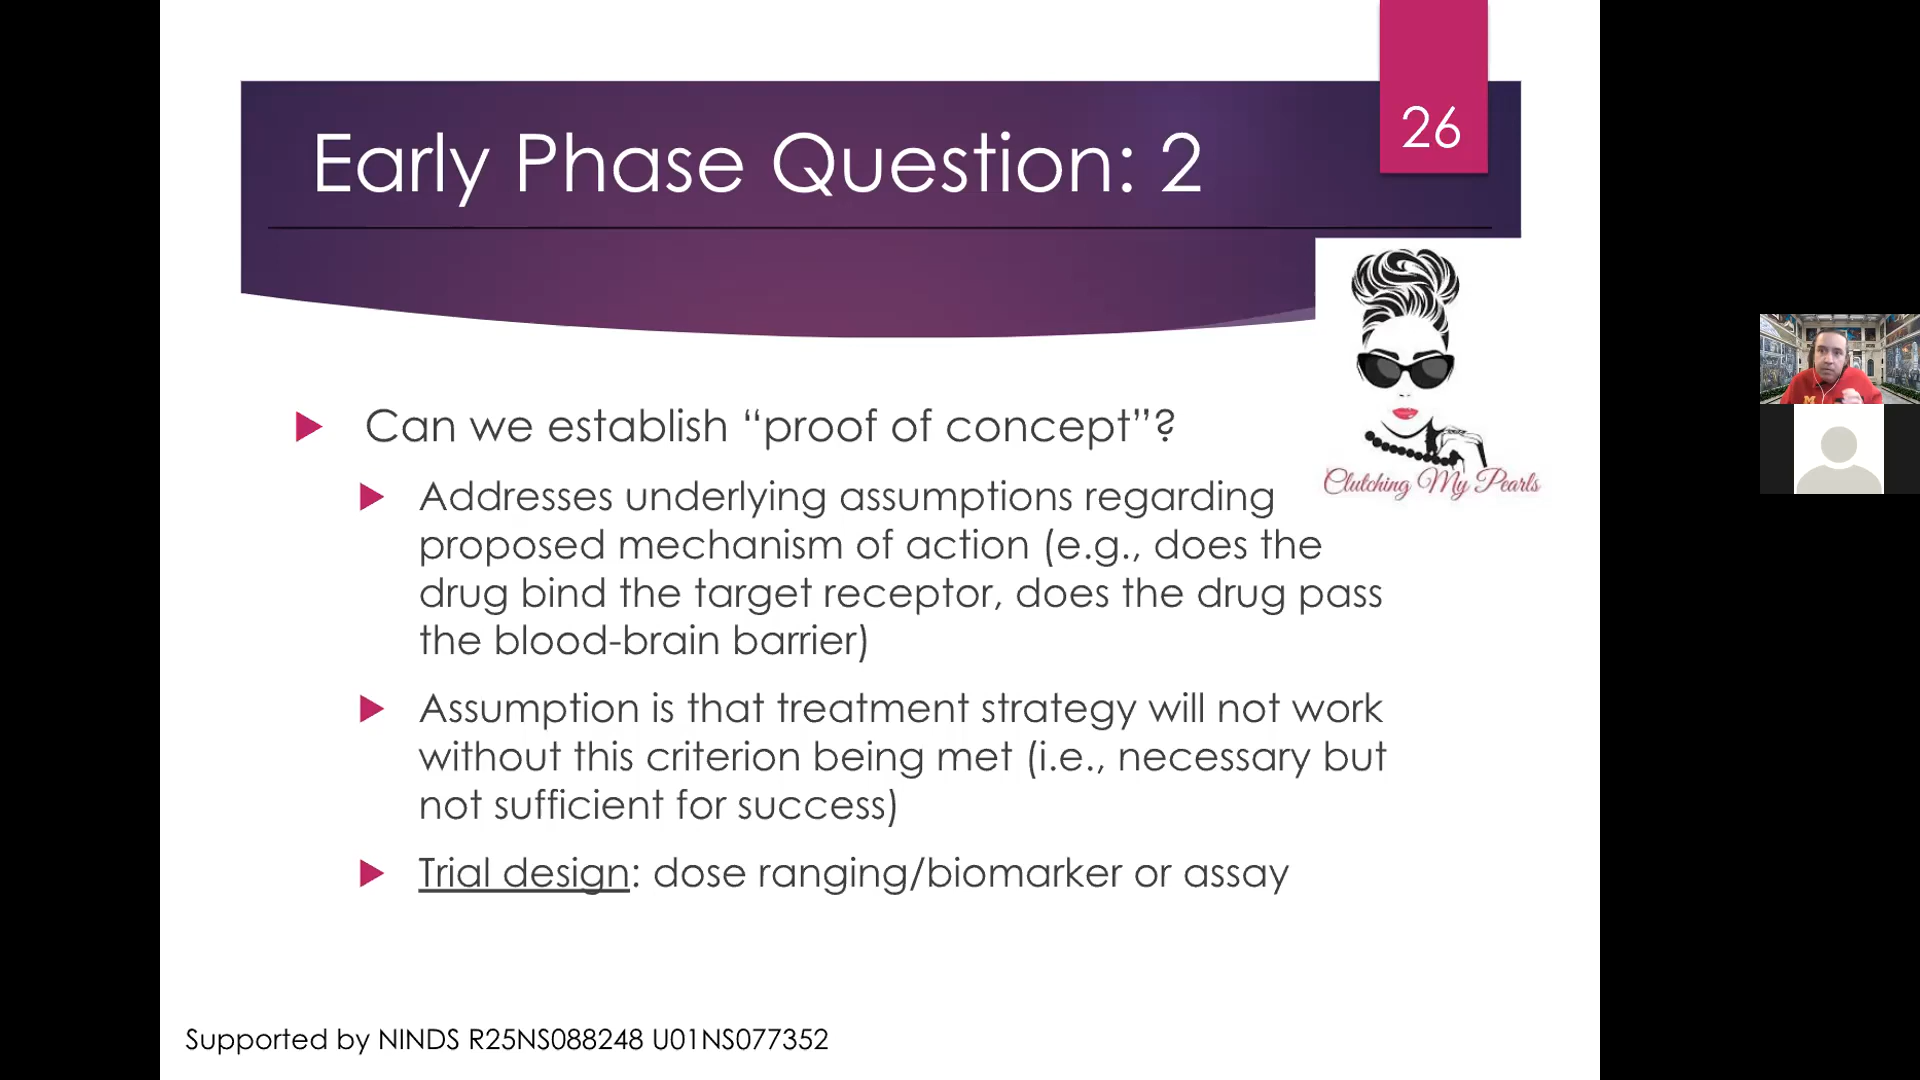 26
Early Phase Question: 2
Clutching My Pearls
Can we establish “proof of concept”?
Addresses underlying assumptions regarding
proposed mechanism of action (e.g., does the
drug bind the target receptor, does the drug pass
the blood-brain barrier)
Assumption is that treatment strategy will not work
without this criterion being met (i.e., necessary but
not sufficient for success)
Trial design: dose ranging/biomarker or assay
Supported by NINDS R25NS088248 U01NS077352
M